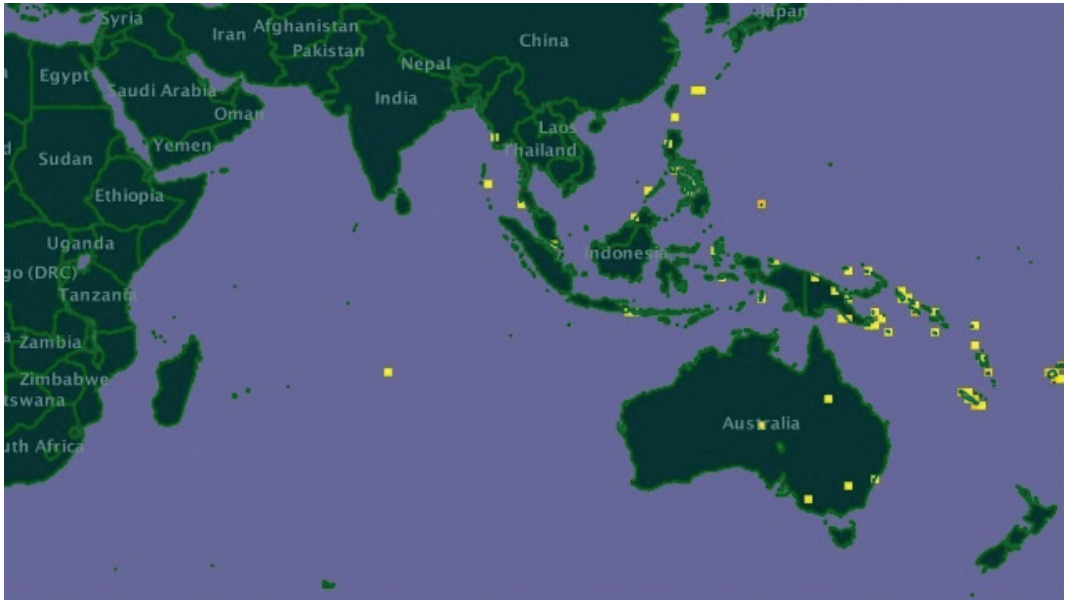 Syria
Japan
Iran
Afghanistan
China
Pakistan
Nepal
Egypt
Saudi Arabia
India
Oman
Laos
Yemen
Thailand
Sudan
Ethiopia
Uganda
Indonesia
go (DRC)
Tanzania
Zambia
Zimbabwe
tswana
Australia
uth Africa